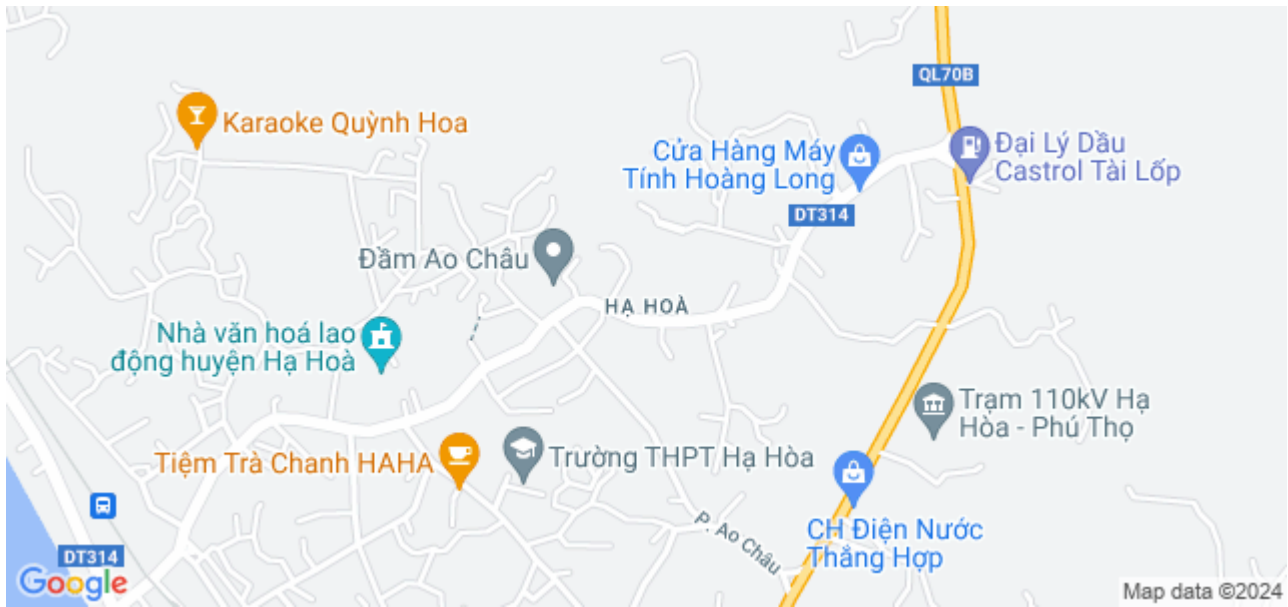 QL70B
Karaoke Quỳnh Hoa
Cửa Hàng Máy
Tính Hoàng Long
Đại Lý Dầu
Castrol Tài Lốp
DT314
Đầm Ao Châu
HẠ HOÀ
Nhà văn hoá lao
động huyện Hạ Hoà
Trạm 110kV Hạ
Hòa - Phú Thọ
Tiệm Trà Chanh HAHA
Trường THPT Hạ Hòa
P. Ao Châu
CH Điện Nước
Thắng Hợp
DT314
Google
Map data ©2024